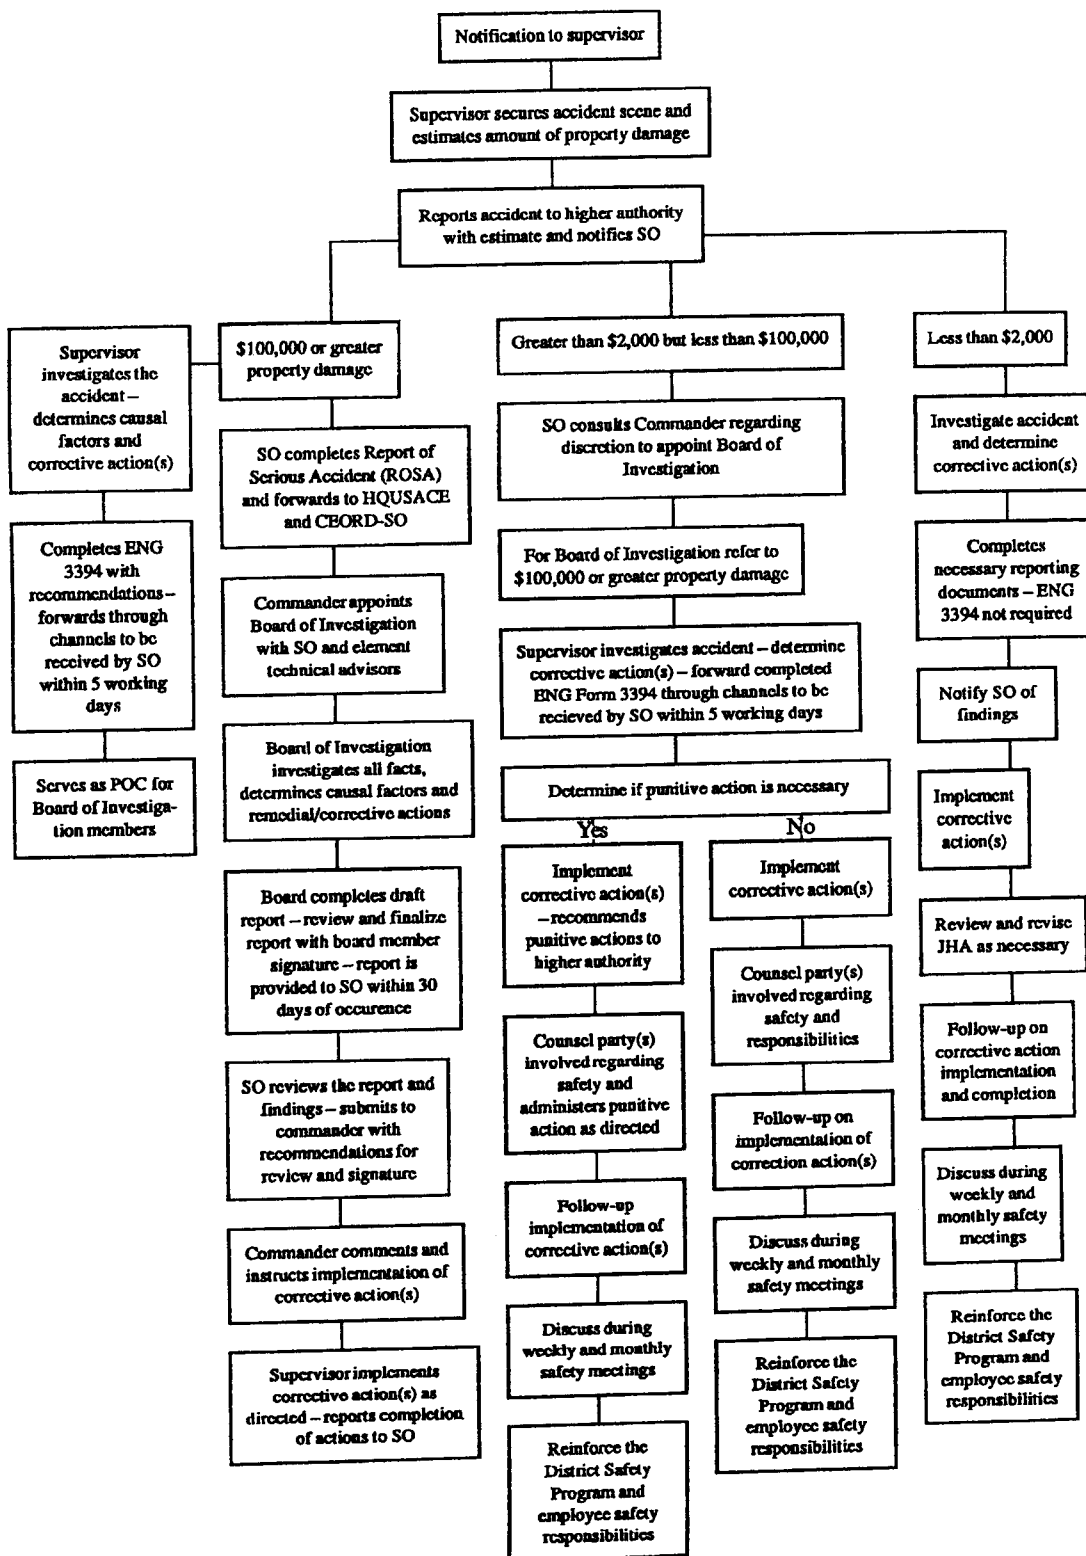 Notification to supervisor
Supervisor secures accident scene and
estimates amount of property damage
Reports accident to higher authority
with estimate and notifies SO
Supervisor
investigates the
accident –
determines causal
factors and
corrective action(s)
Completes ENG
3394 with
recommendations –
forwards through
channels to be
received by SO
within 5 working
days
Serves as POC for
Board of Investiga-
tion members
$100,000 or greater
property damage
SO completes Report of
Serious Accident (ROSA)
and forwards to HQUSACE
and CEORD-SO
Commander appoints
Board of Investigation
with SO and element
technical advisors
Board of Investigation
investigates all facts,
determines causal factors and
remedial/corrective actions
Board completes draft
report – review and finalize
report with board member
signature – report is
provided to SO within 30
days of occurence
SO reviews the report and
findings – submits to
commander with
recommendations for
review and signature
Commander comments and
instructs implementation of
corrective action(s)
Supervisor implements
corrective action(s) as
directed – reports completion
of actions to SO
Greater than $2,000 but less than $100,000
SO consults Commander regarding
discretion to appoint Board of
Investigation
For Board of Investigation refer to
$100,000 or greater property damage
Supervisor investigates accident – determine
corrective action(s) – forward completed
ENG Form 3394 through channels to be
recieved by SO within 5 working days
Determine if punitive action is necessary
Yes
Implement
corrective action(s)
– recommends
punitive actions to
higher authority
Counsel party(s)
involved regarding
safety and
administers punitive
action as directed
Follow-up
implementation of
corrective action(s)
Discuss during
weekly and monthly
safety meetings
Reinforce the
District Safety
Program and
employee safety
responsibilities
No
Implement
corrective action(s)
Counsel party(s)
involved regarding
safety and
responsibilities
Follow-up on
implementation of
correction action(s)
Discuss during
weekly and monthly
safety meetings
Reinforce the
District Safety
Program and
employee safety
responsibilities
Less than $2,000
Investigate accident
and determine
corrective action(s)
Completes
necessary reporting
documents – ENG
3394 not required
Notify SO of
findings
Implement
corrective
action(s)
Review and revise
JHA as necessary
Follow-up on
corrective action
implementation
and completion
Discuss during
weekly and
monthly safety
meetings
Reinforce the
District Safety
Program and
employee safety
responsibilities